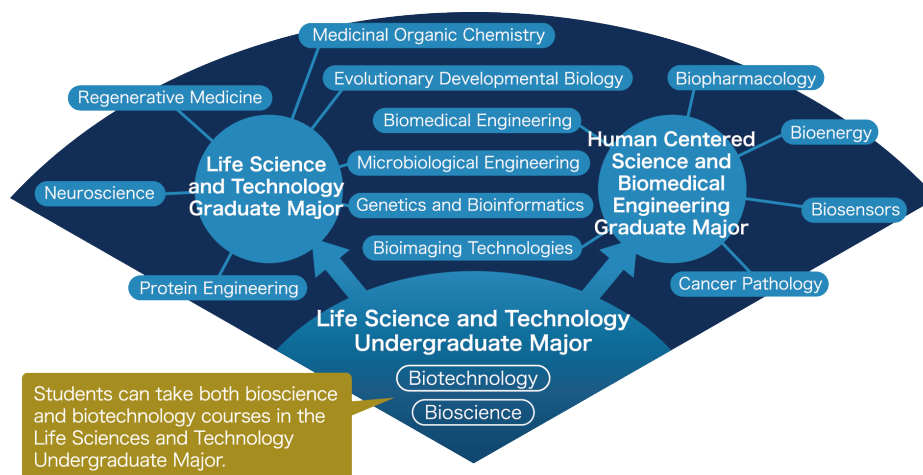 Medicinal Organic Chemistry
Evolutionary Developmental Biology
Regenerative Medicine
Biomedical Engineering
Biopharmacology
Life Science
and Technology
Graduate Major
Microbiological Engineering
Human Centered
Science and
Biomedical
Engineering
Graduate Major
Bioenergy
Neuroscience
Genetics and Bioinformatics
Biosensors
Bioimaging Technologies
Protein Engineering
Cancer Pathology
Life Science and Technology
Undergraduate Major
Biotechnology
Bioscience
Students can take both bioscience
and biotechnology courses in the
Life Sciences and Technology
Undergraduate Major.